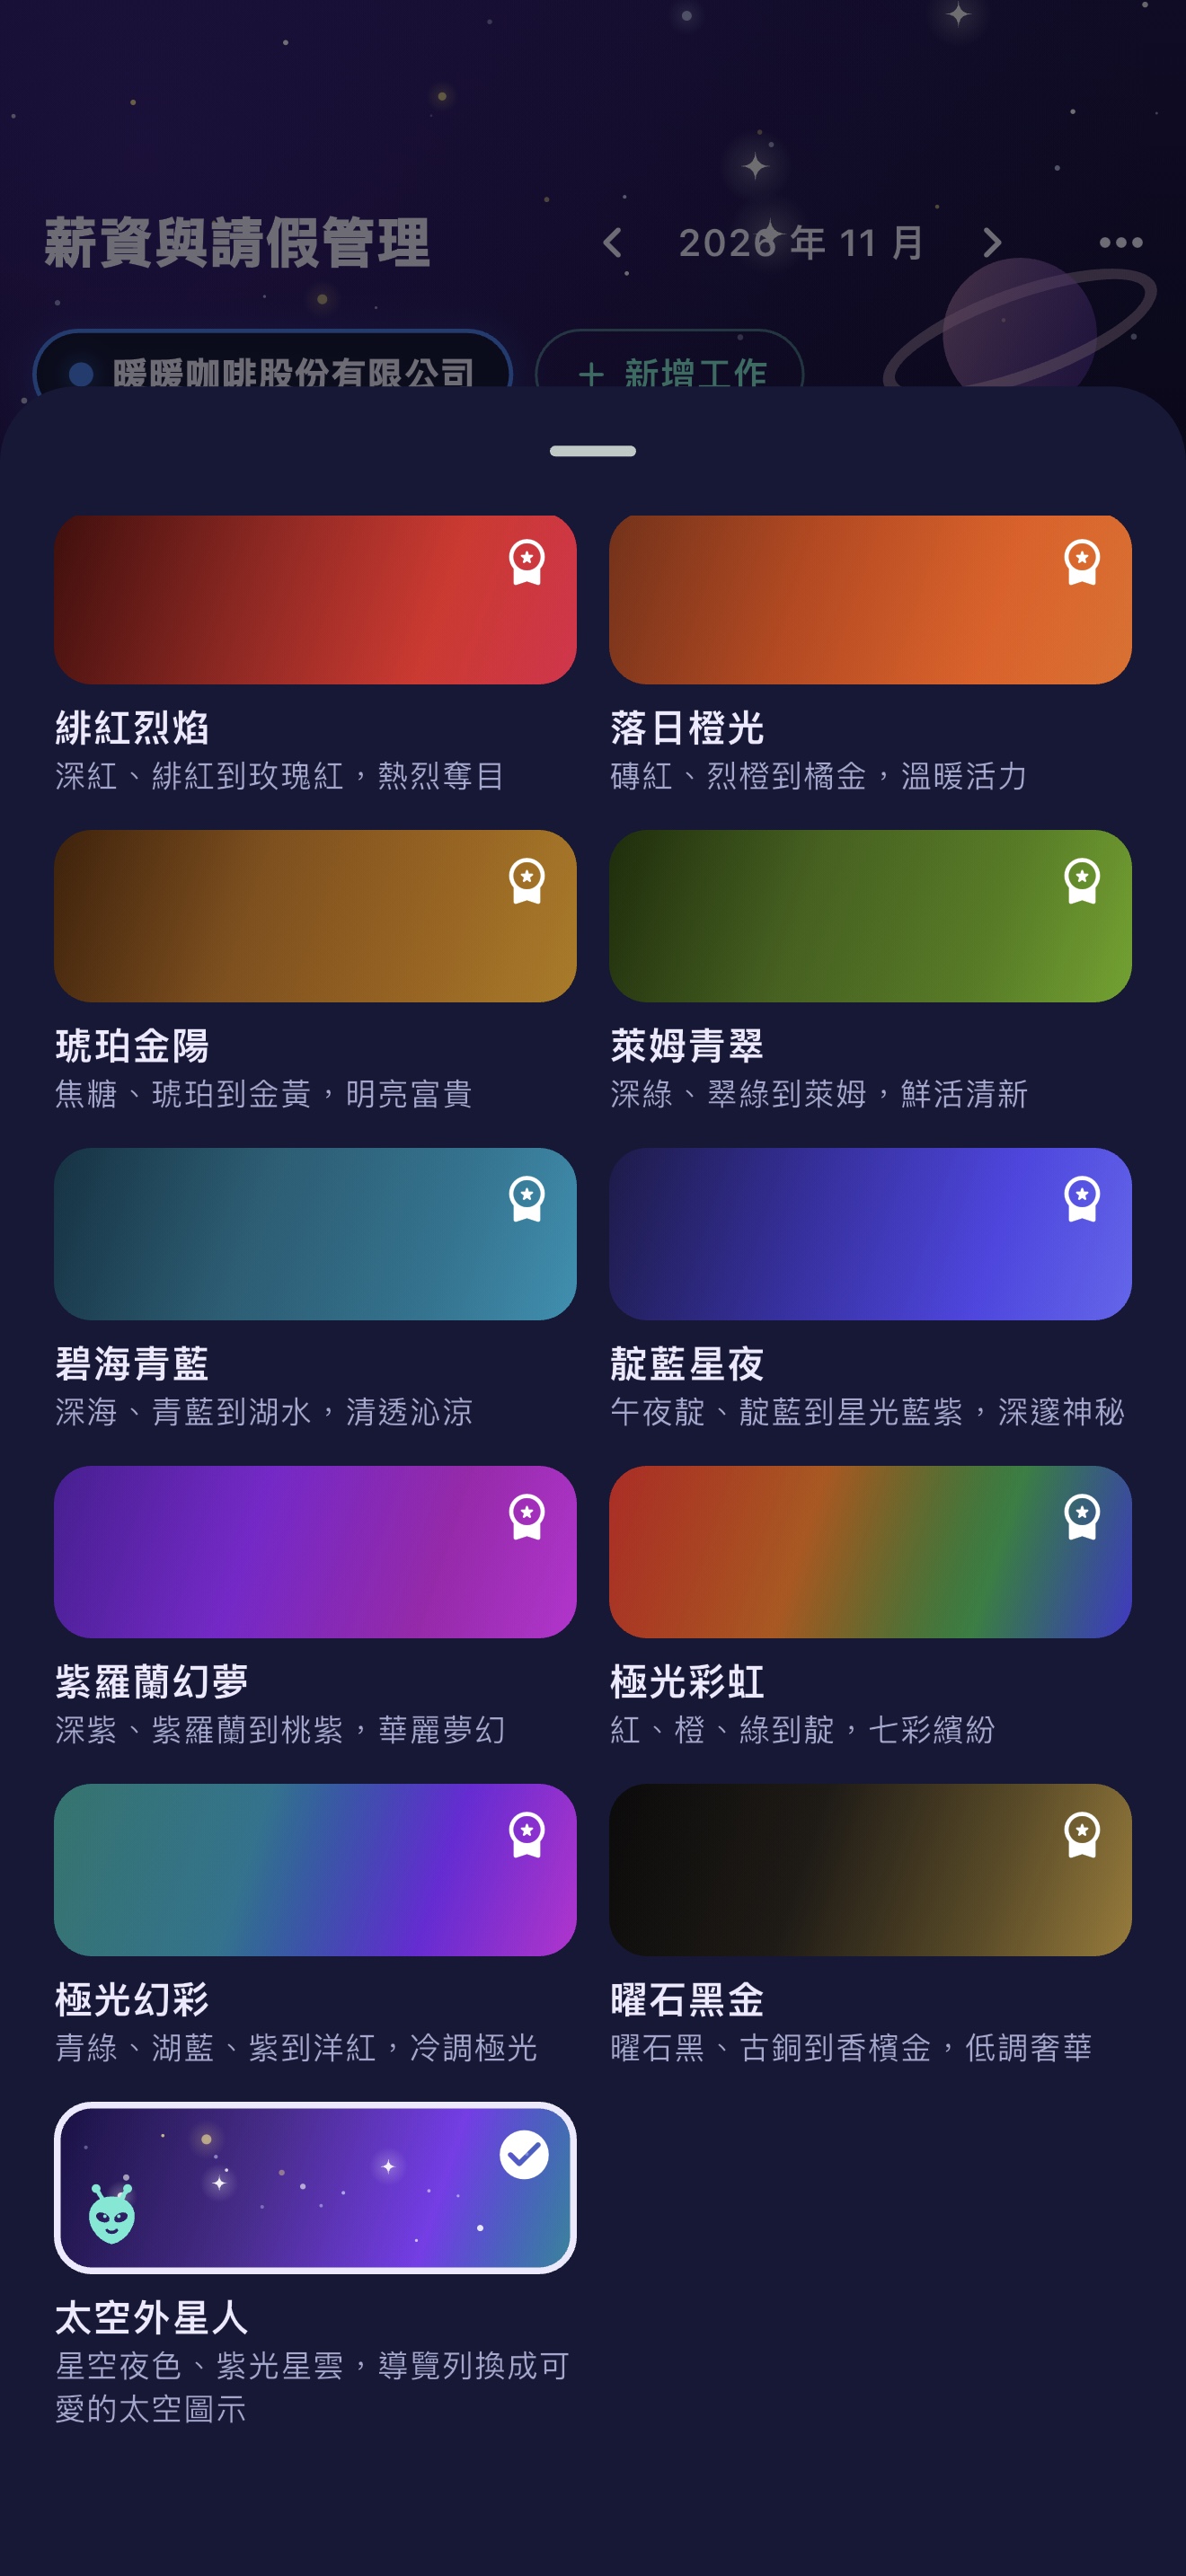 薪資與請假管理
2026 年 11 月
暖暖咖啡股份有限公司
+ 新增工作
緋紅烈焰
深紅、緋紅到玫瑰紅，熱烈奪目
落日橙光
磚紅、烈橙到橘金，溫暖活力
琥珀金陽
焦糖、琥珀到金黃，明亮富貴
萊姆青翠
深綠、翠綠到萊姆，鮮活清新
碧海青藍
深海、青藍到湖水，清透沁涼
靛藍星夜
午夜靛、靛藍到星光藍紫，深邃神秘
紫羅蘭幻夢
深紫、紫羅蘭到桃紫，華麗夢幻
極光彩虹
紅、橙、綠到靛，七彩繽紛
極光幻彩
青綠、湖藍、紫到洋紅，冷調極光
曜石黑金
曜石黑、古銅到香檳金，低調奢華
太空外星人
星空夜色、紫光星雲，導覽列換成可
愛的太空圖示